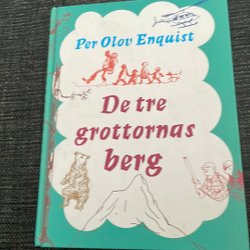 Per Olov Enquist
De tre
grottornas
berg